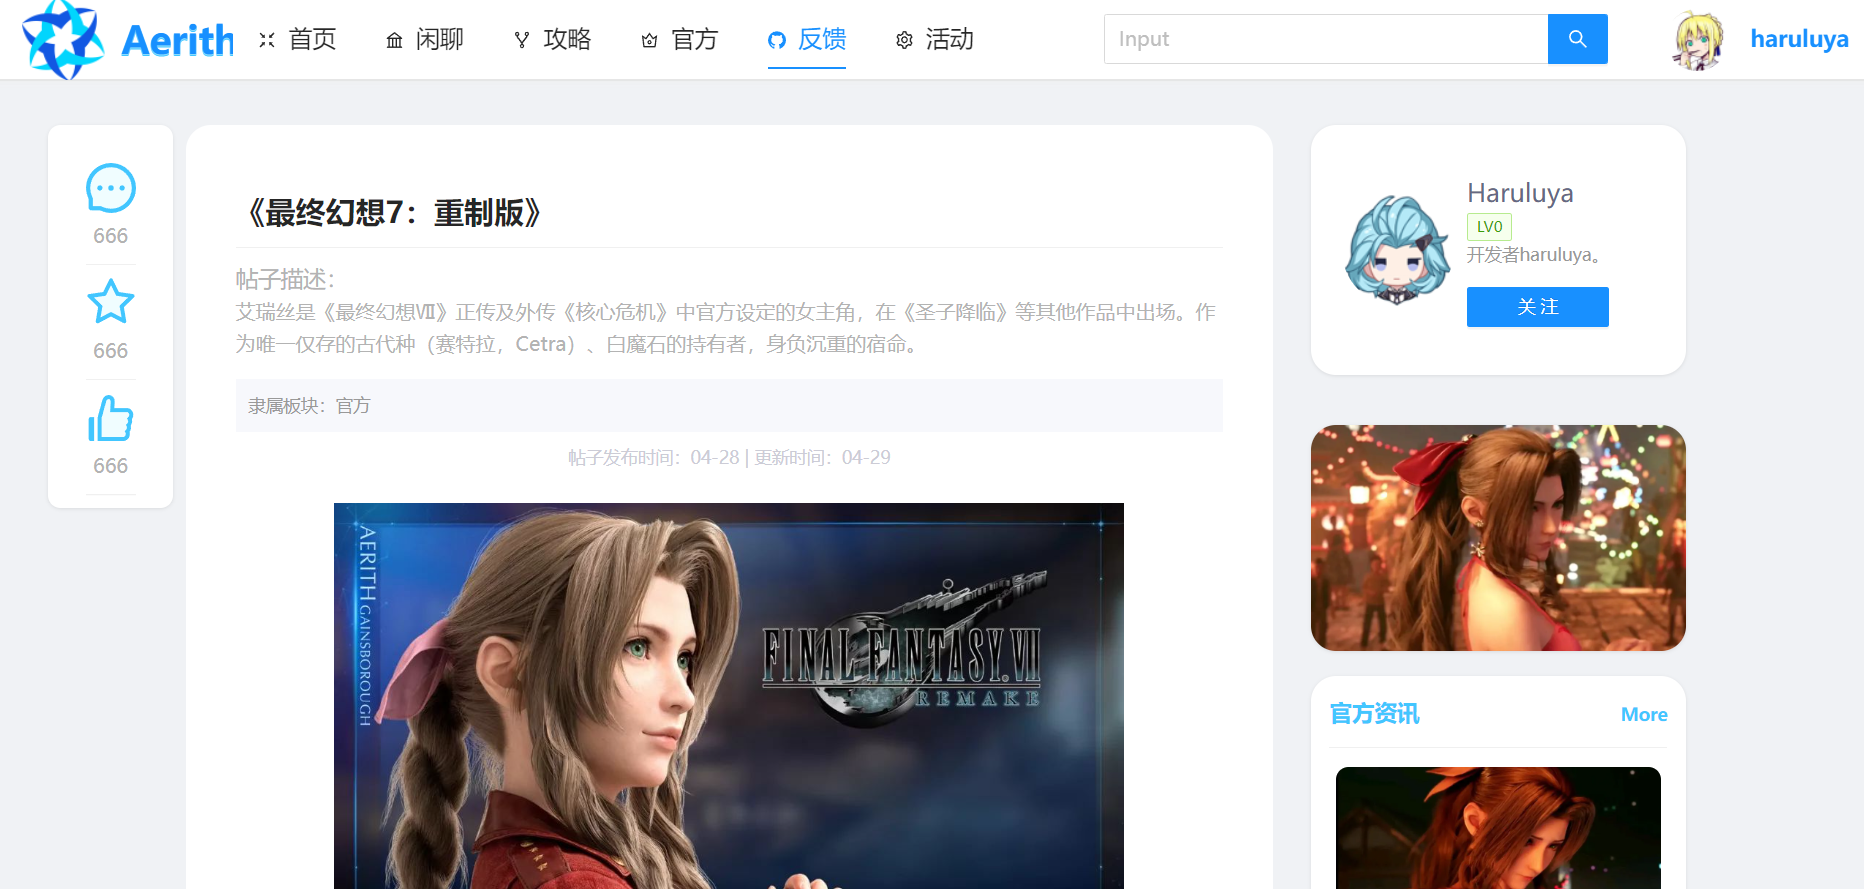 Aerith
首页
闲聊
攻略
官方
反馈
活动
Input
haruluya
666
666
666
《最终幻想7：重制版》
帖子描述：
艾瑞丝是《最终幻想Ⅶ》正传及外传《核心危机》中官方设定的女主角，在《圣子降临》等其他作品中出场。作
为唯一仅存的古代种（赛特拉，Cetra）、白魔石的持有者，身负沉重的宿命。
隶属板块：官方
帖子发布时间：04-28 | 更新时间：04-29
AERITH GAINSBOROUGH
FINAL FANTASY VII
REMAKE
Haruluya
LV0
开发者haruluya。
关 注
官方资讯
More